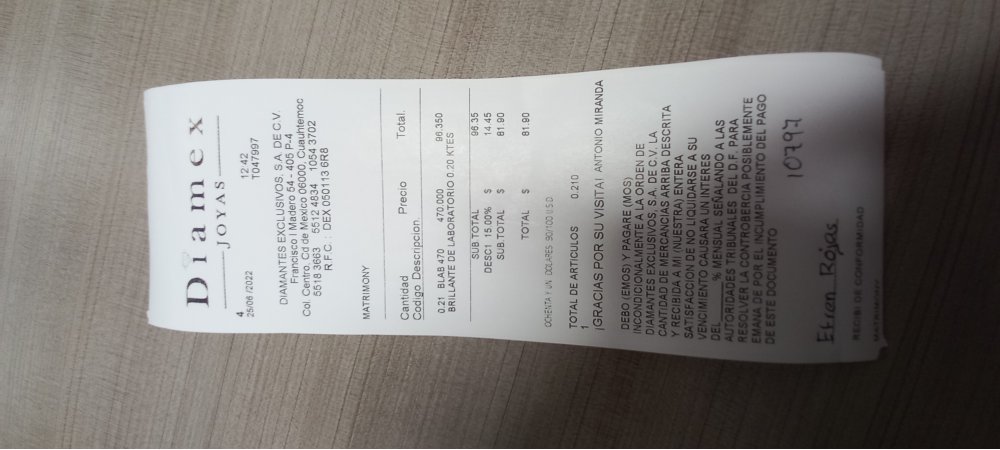 Diamex
JOYAS
4
25/06 /2022 12:42
T047997
DIAMANTES EXCLUSIVOS, S.A. DE C.V.
Francisco I Madero 54 - 405 P-4
Col. Centro. Cd de Mexico 06000, Cuauhtemoc
5518 3663 5512 4834 1054 3702
R.F.C. : DEX 050113 6R8
MATRIMONY
Cantidad Precio Total.
Codigo Descripcion.
0.21 BLAB 470 470.000 96.350
BRILLANTE DE LABORATORIO 0.20 KTES
SUB TOTAL 96.35
DESC1 15.00% $ 14.45
SUB.TOTAL $ 81.90
TOTAL $ 81.90
OCHENTA Y UN DOLARES 90/100 U.S.D.
TOTAL DE ARTICULOS 0.210
1
¡GRACIAS POR SU VISITA! ANTONIO MIRANDA
DEBO (EMOS) Y PAGARE (MOS)
INCONDICIONALMENTE A LA ORDEN DE
DIAMANTES EXCLUSIVOS, S.A. DE C.V. LA
CANTIDAD DE MERCANCIAS ARRIBA DESCRITA
Y RECIBIDA A MI (NUESTRA) ENTERA
SATISFACCION DE NO LIQUIDARSE A SU
VENCIMIENTO CAUSARA UN INTERES
DEL ____% MENSUAL SEÑALANDO A LAS
AUTORIDADES TRIBUNALES DEL D.F. PARA
RESOLVER LA CONTROBERCIA POSIBLEMENTE
EMANA DE POR EL INCUMPLIMIENTO DEL PAGO
DE ESTE DOCUMENTO
10797
Efren Rojas
RECIBI DE CONFORMIDAD
MATRIMONY